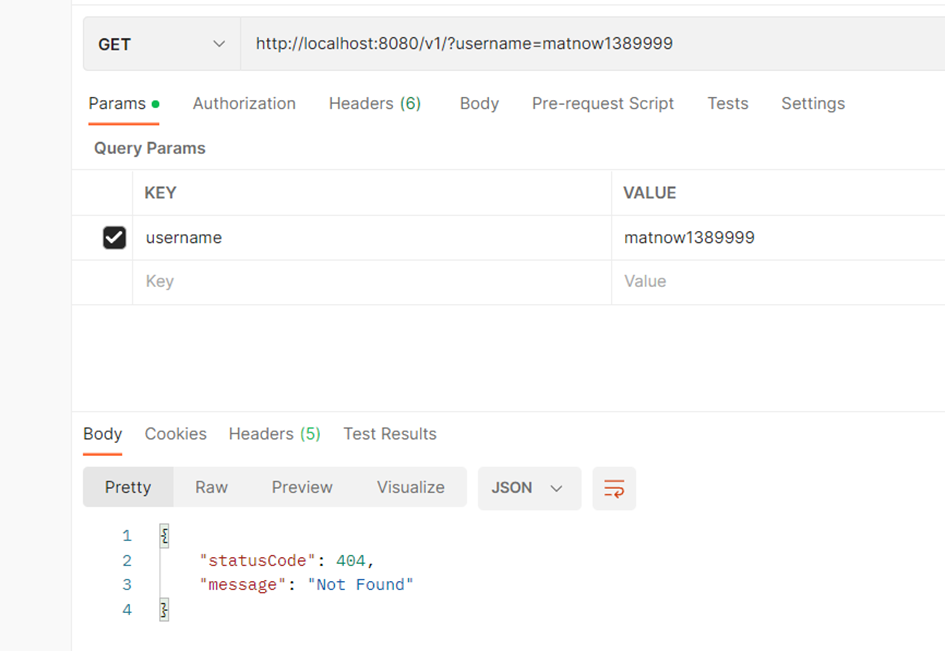 GET http://localhost:8080/v1/?username=matnow1389999
Params Authorization Headers (6) Body Pre-request Script Tests Settings
Query Params
KEY VALUE
username matnow1389999
Key Value
Body Cookies Headers (5) Test Results
Pretty Raw Preview Visualize JSON
1 {
2 "statusCode": 404,
3 "message": "Not Found"
4 }